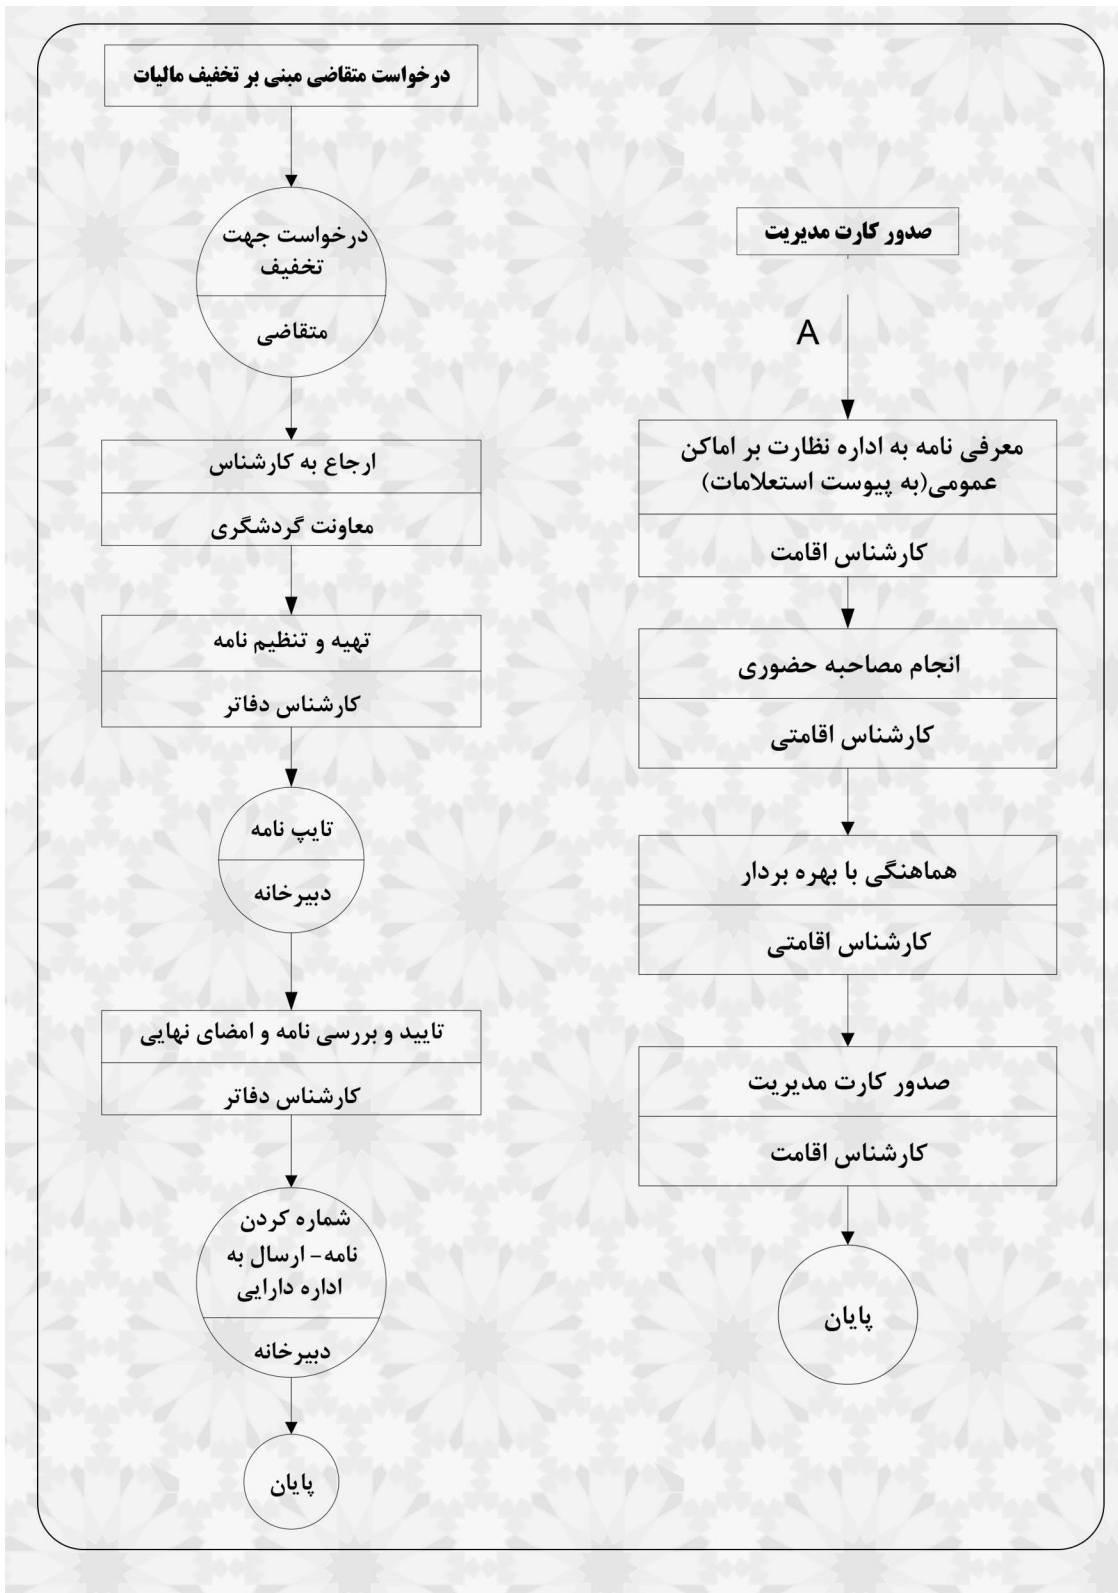 صدور کارت مدیریت
A
معرفی نامه به اداره نظارت بر اماکن
عمومی(به پیوست استعلامات)
کارشناس اقامت
انجام مصاحبه حضوری
کارشناس اقامتی
هماهنگی با بهره بردار
کارشناس اقامتی
صدور کارت مدیریت
کارشناس اقامت
پایان
درخواست متقاضی مبنی بر تخفیف مالیات
درخواست جهت
تخفیف
متقاضی
ارجاع به کارشناس
معاونت گردشگری
تهیه و تنظیم نامه
کارشناس دفاتر
تایپ نامه
دبیرخانه
تایید و بررسی نامه و امضای نهایی
کارشناس دفاتر
شماره کردن
نامه- ارسال به
اداره دارایی
دبیرخانه
پایان